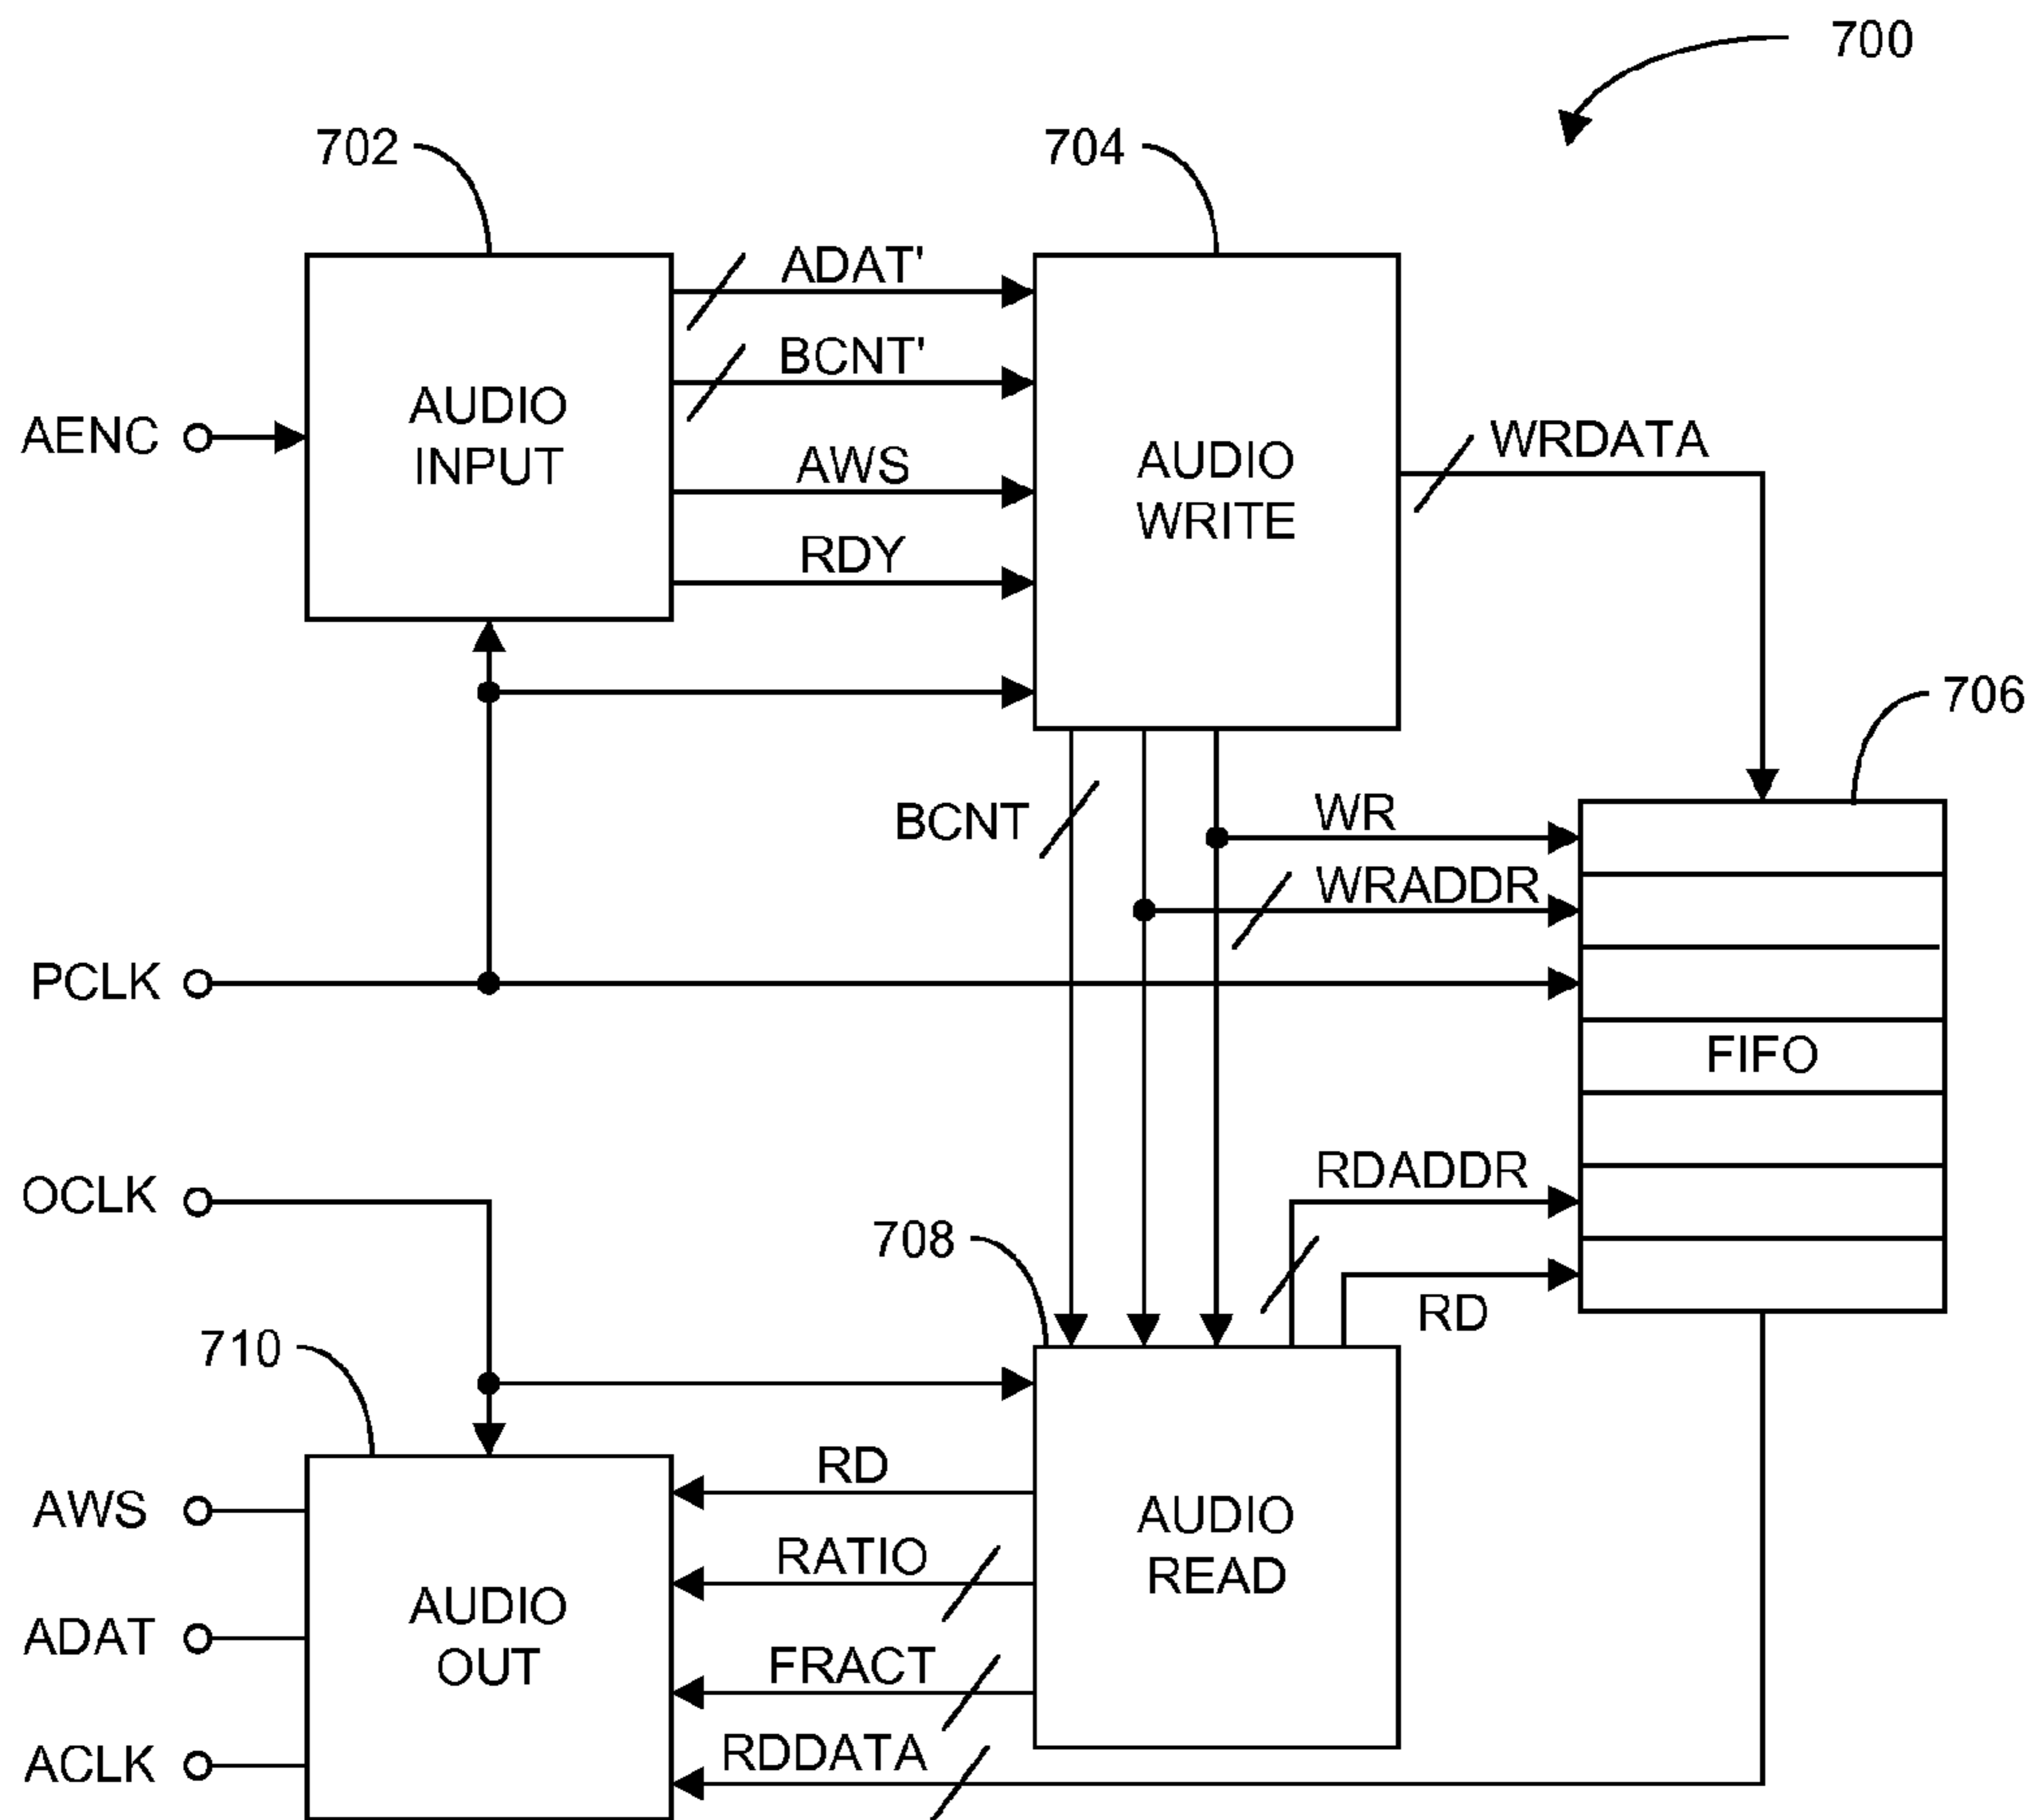 700
702
704
ADAT'
BCNT'
AUDIO
INPUT
AENC
AWS
RDY
AUDIO
WRITE
WRDATA
706
BCNT
WR
WRADDR
PCLK
FIFO
OCLK
RDADDR
708
RD
710
RD
AWS
RATIO
AUDIO
READ
AUDIO
OUT
ADAT
FRACT
RDDATA
ACLK